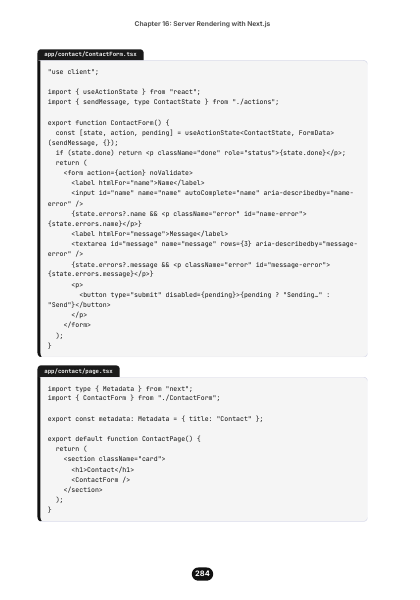 Chapter 16: Server Rendering with Next.js
app/contact/ContactForm.tsx
"use client";
import { useActionState } from "react";
import { sendMessage, type ContactState } from "./actions";
export function ContactForm() {
  const [state, action, pending] = useActionState<ContactState, FormData>
(sendMessage, {});
  if (state.done) return <p className="done" role="status">{state.done}</p>;
  return (
    <form action={action} noValidate>
      <label htmlFor="name">Name</label>
      <input id="name" name="name" autoComplete="name" aria-describedby="name-
error" />
      {state.errors?.name && <p className="error" id="name-error">
{state.errors.name}</p>}
      <label htmlFor="message">Message</label>
      <textarea id="message" name="message" rows={3} aria-describedby="message-
error" />
      {state.errors?.message && <p className="error" id="message-error">
{state.errors.message}</p>}
      <p>
        <button type="submit" disabled={pending}>{pending ? "Sending…" :
"Send"}</button>
      </p>
    </form>
  );
}
app/contact/page.tsx
import type { Metadata } from "next";
import { ContactForm } from "./ContactForm";
export const metadata: Metadata = { title: "Contact" };
export default function ContactPage() {
  return (
    <section className="card">
      <h1>Contact</h1>
      <ContactForm />
    </section>
  );
}
284